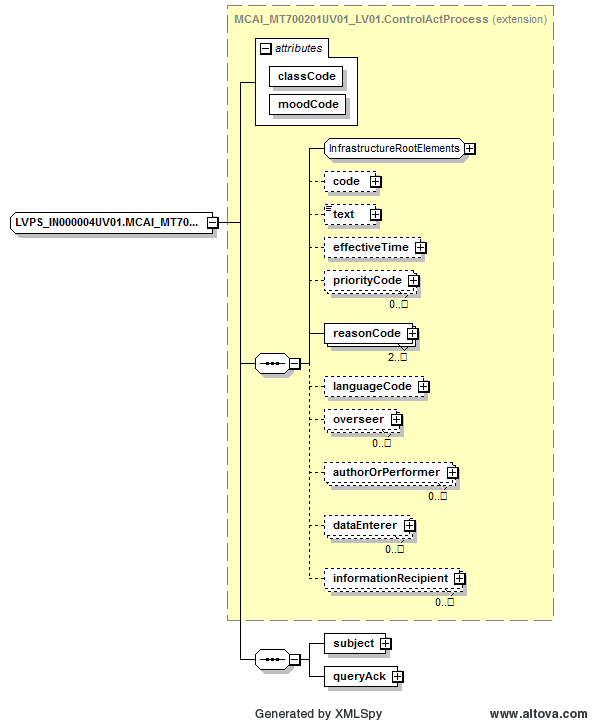 MCAI_MT700201UV01_LV01.ControlActProcess (extension)
attributes
classCode
moodCode
InfrastructureRootElements
code
text
LVPS_IN000004UV01.MCAI_MT70...
effectiveTime
priorityCode
0..□
reasonCode
2..□
languageCode
overseer
0..□
authorOrPerformer
0..□
dataEnterer
0..□
informationRecipient
0..□
subject
queryAck
Generated by XMLSpy
www.altova.com